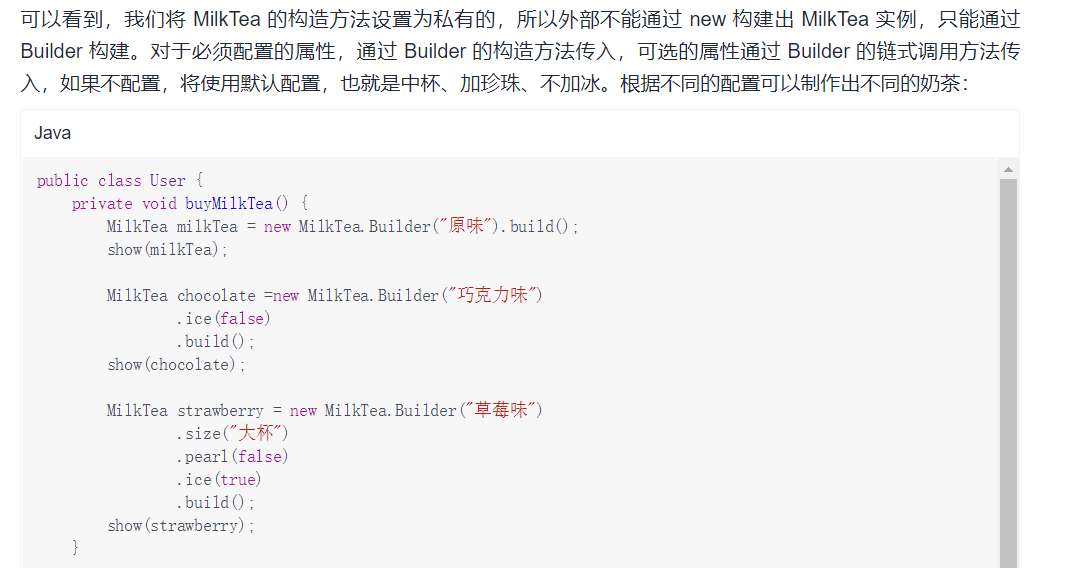 可以看到，我们将 MilkTea 的构造方法设置为私有的，所以外部不能通过 new 构建出 MilkTea 实例，只能通过
Builder 构建。对于必须配置的属性，通过 Builder 的构造方法传入，可选的属性通过 Builder 的链式调用方法传
入，如果不配置，将使用默认配置，也就是中杯、加珍珠、不加冰。根据不同的配置可以制作出不同的奶茶：
Java
public class User {
    private void buyMilkTea() {
        MilkTea milkTea = new MilkTea.Builder("原味").build();
        show(milkTea);

        MilkTea chocolate =new MilkTea.Builder("巧克力味")
                .ice(false)
                .build();
        show(chocolate);

        MilkTea strawberry = new MilkTea.Builder("草莓味")
                .size("大杯")
                .pearl(false)
                .ice(true)
                .build();
        show(strawberry);
    }